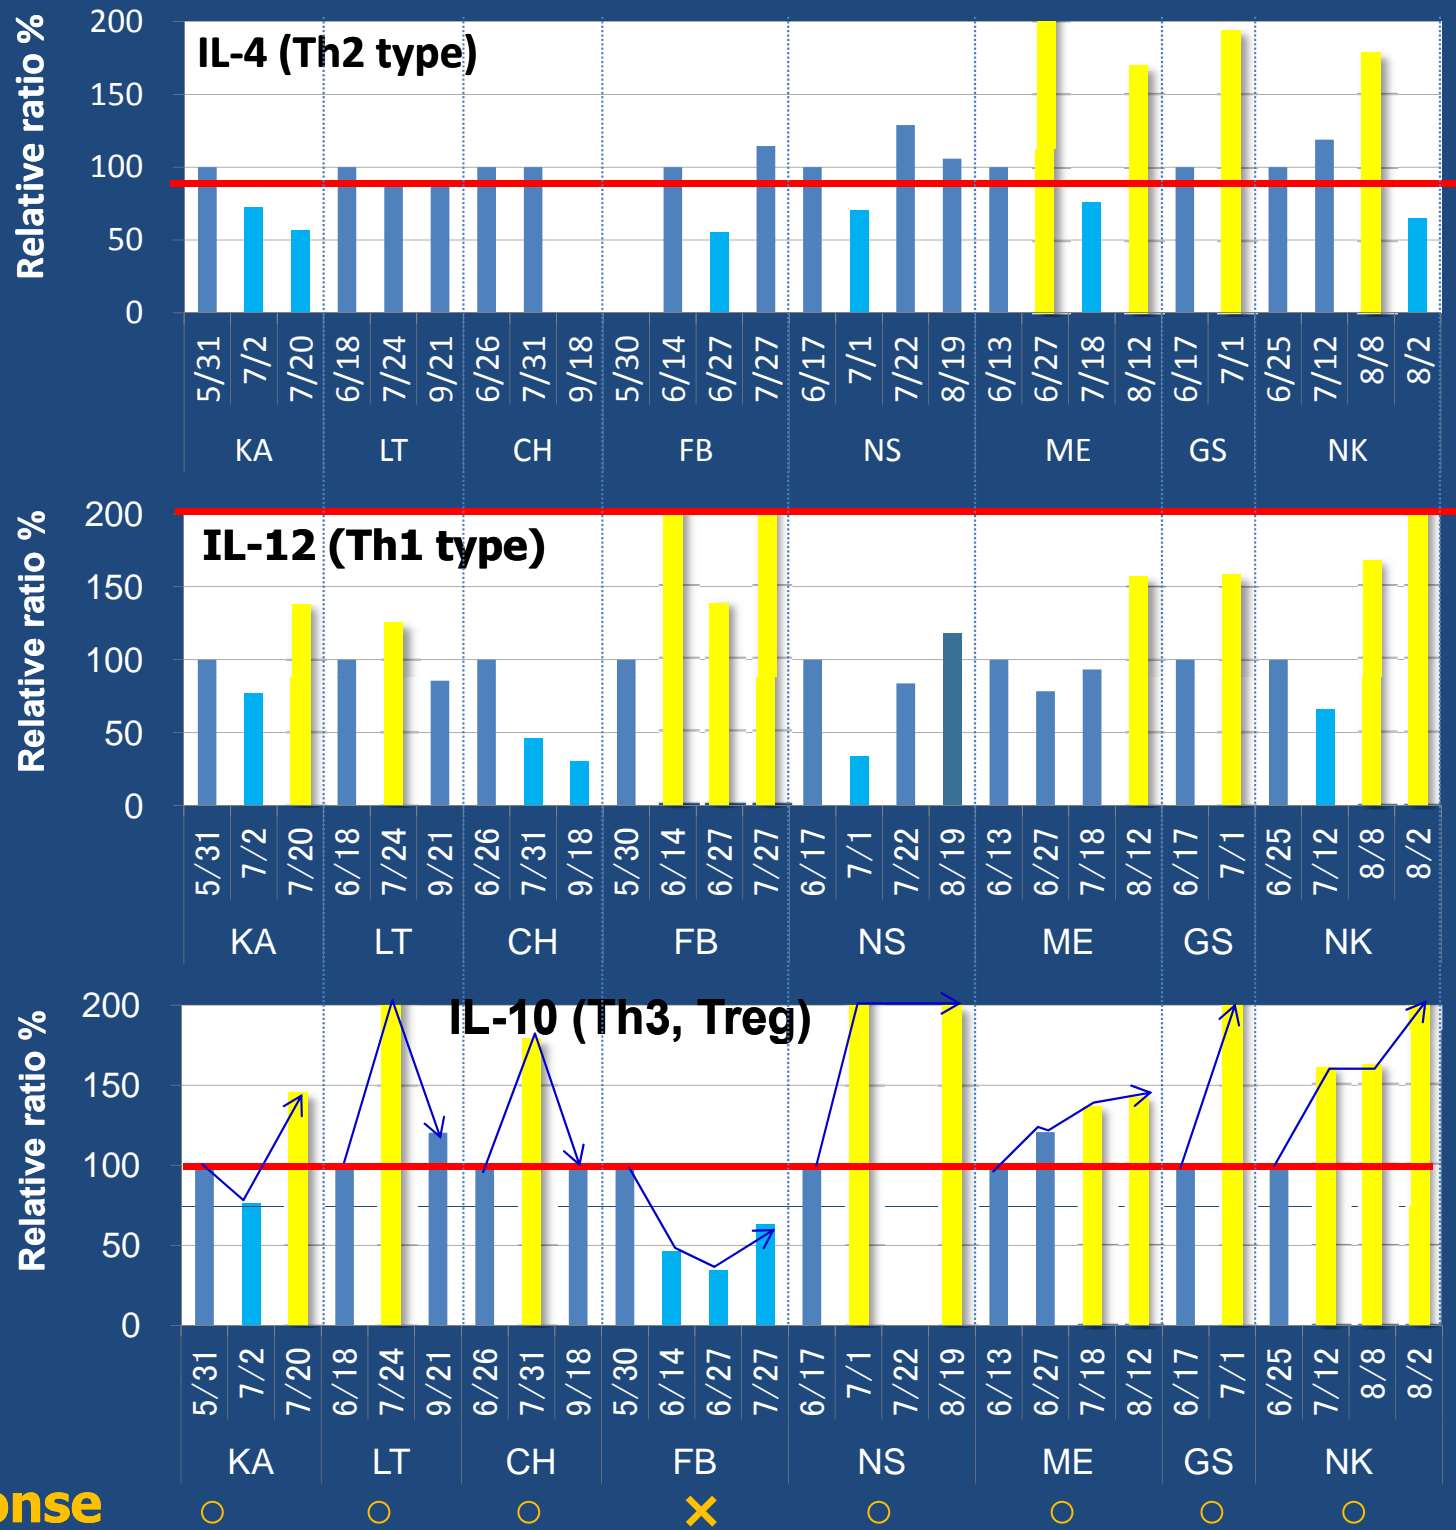 Relative ratio %
IL-4 (Th2 type)
200
150
100
50
0
5/31 7/2 7/20 6/18 7/24 9/21 6/26 7/31 9/18 5/30 6/14 6/27 7/27 6/17 7/1 7/22 8/19 6/13 6/27 7/18 8/12 6/17 7/1 6/25 7/12 8/8 8/2
KA LT CH FB NS ME GS NK
Relative ratio %
IL-12 (Th1 type)
200
150
100
50
0
5/31 7/2 7/20 6/18 7/24 9/21 6/26 7/31 9/18 5/30 6/14 6/27 7/27 6/17 7/1 7/22 8/19 6/13 6/27 7/18 8/12 6/17 7/1 6/25 7/12 8/8 8/2
KA LT CH FB NS ME GS NK
Relative ratio %
IL-10 (Th3, Treg)
200
150
100
50
0
5/31 7/2 7/20 6/18 7/24 9/21 6/26 7/31 9/18 5/30 6/14 6/27 7/27 6/17 7/1 7/22 8/19 6/13 6/27 7/18 8/12 6/17 7/1 6/25 7/12 8/8 8/2
KA LT CH FB NS ME GS NK
onse ○ ○ ○ × ○ ○ ○ ○